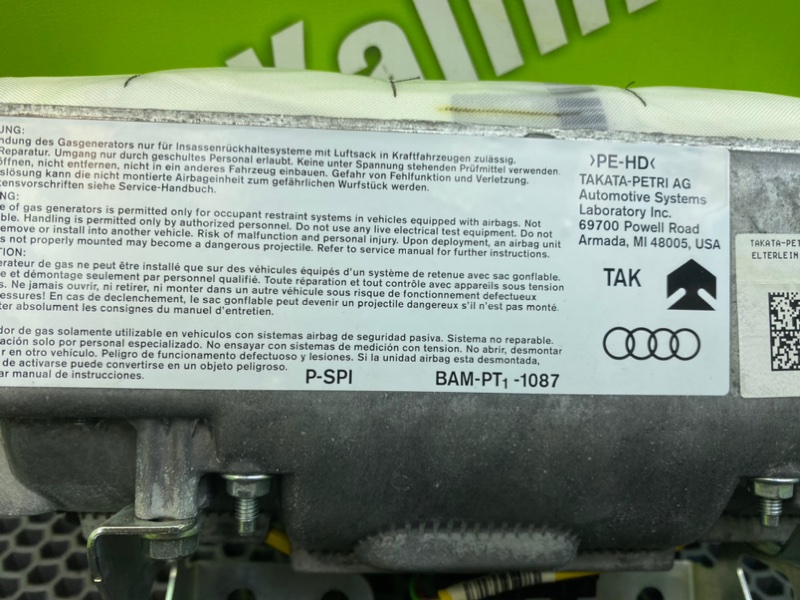 Kalinin
UNG:
ndung des Gasgenerators nur für Insassenrückhaltesysteme mit Luftsack in Kraftfahrzeugen zulässig.
Reparatur. Umgang nur durch geschultes Personal erlaubt. Keine unter Spannung stehenden Prüfmittel verwenden.
öffnen, nicht entfernen, nicht in ein anderes Fahrzeug einbauen. Gefahr von Fehlfunktion und Verletzung.
uslösung kann die nicht montierte Airbageinheit zum gefährlichen Wurfstück werden.
ensvorschriften siehe Service-Handbuch.
NG:
e of gas generators is permitted only for occupant restraint systems in vehicles equipped with airbags. Not
ble. Handling is permitted only by authorized personnel. Do not use any live electrical test equipment. Do not
emove or install into another vehicle. Risk of malfunction and personal injury. Upon deployment, an airbag unit
s not properly mounted may become a dangerous projectile. Refer to service manual for further instructions.
TION:
érateur de gaz ne peut être installé que sur des véhicules équipés d'un système de retenue avec sac gonflable.
e et démontage seulement par personnel qualifié. Toute réparation et tout contrôle avec appareils sous tension
s. Ne jamais ouvrir, ni retirer, ni monter dans un autre véhicule sous risque de fonctionnement défectueux
essures! En cas de declenchement, le sac gonflable peut devenir un projectile dangereux s'il n'est pas monté.
ter absolument les consignes du manuel d'entretien.
dor de gas solamente utilizable en vehículos con sistemas airbag de seguridad pasiva. Sistema no reparable.
ación solo por personal especializado. No ensayar con sistemas de medición con tension. No abrir, desmontar
r en otro vehículo. Peligro de funcionamiento defectuoso y lesiones. Si la unidad airbag esta desmontada,
de activarse puede convertirse en un objeto peligroso.
ar manual de instrucciones.
P-SPI
BAM-PT1 -1087
>PE-HD<
TAKATA-PETRI AG
Automotive Systems
Laboratory Inc.
69700 Powell Road
Armada, MI 48005, USA
TAK
TAKATA-PET
ELTERLEIN